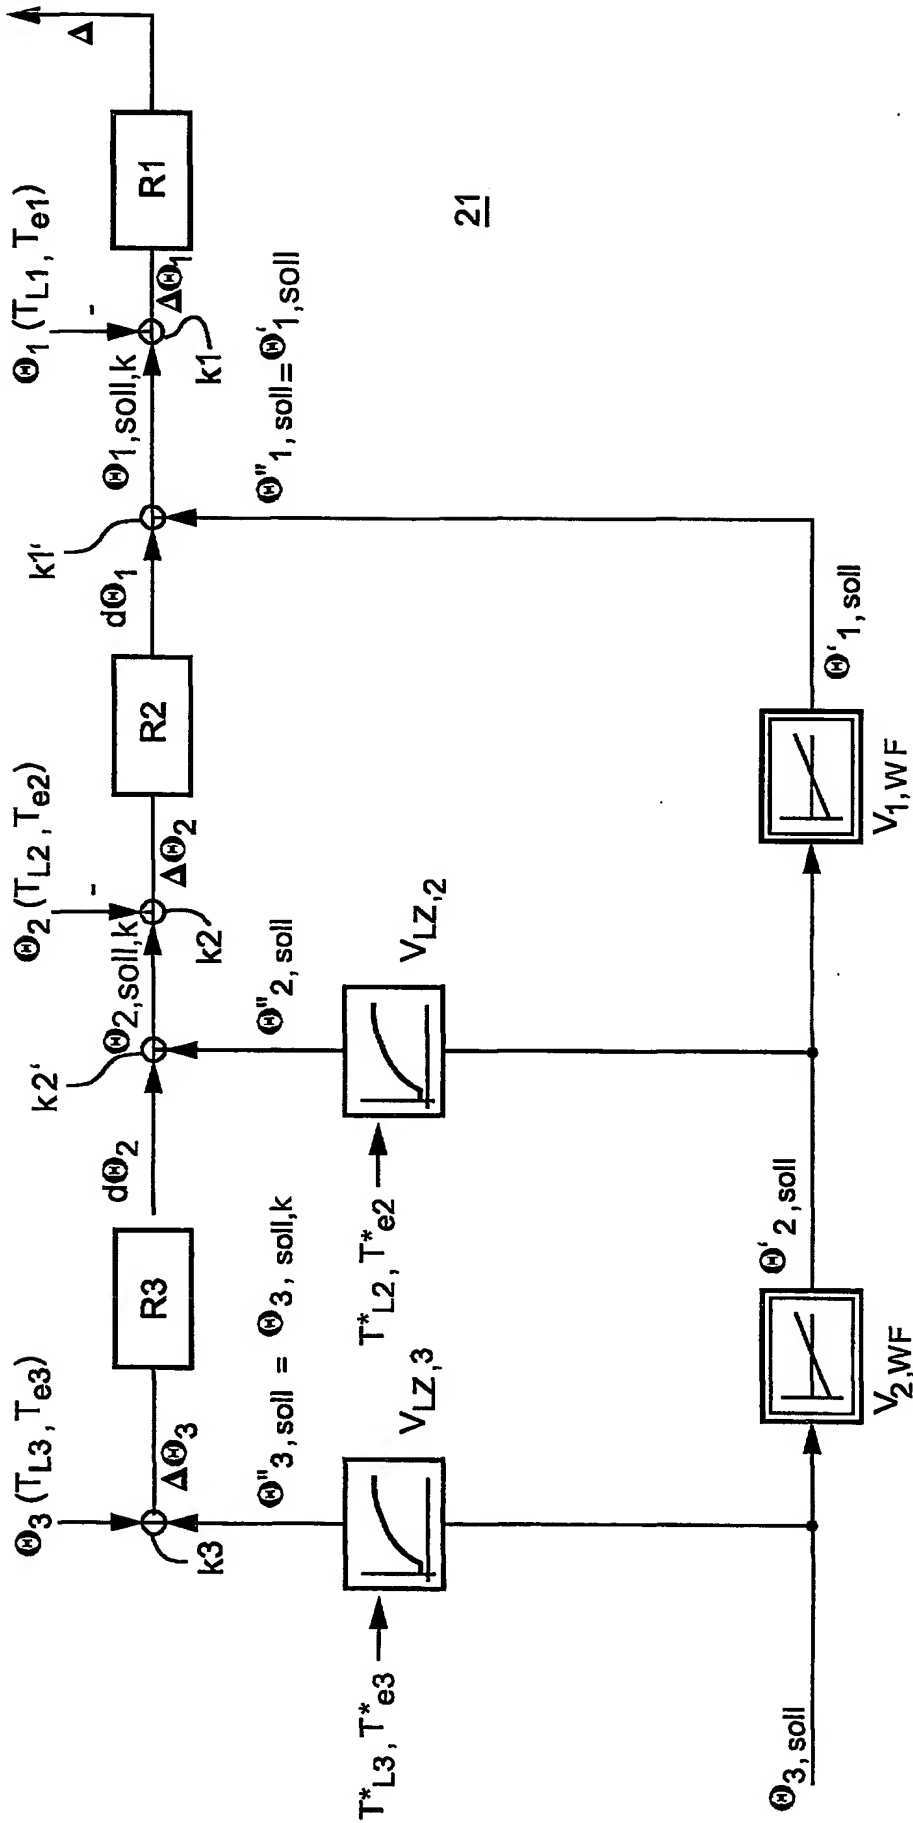 Θ3 (TL3, Te3)
k3
ΔΘ3
R3
dΘ2
k2'
Θ2,soll,k
Θ2 (TL2, Te2)
-
k2
ΔΘ2
R2
dΘ1
k1'
Θ1,soll,k
Θ1 (TL1, Te1)
-
k1
ΔΘ1
R1
Δ
Θ''3,soll = Θ3, soll,k
Θ''2, soll
Θ''1, soll = Θ'1,soll
21
T*L3, T*e3
VLZ,3
T*L2, T*e2
VLZ,2
Θ3, soll
V2,WF
Θ'2, soll
V1,WF
Θ'1, soll